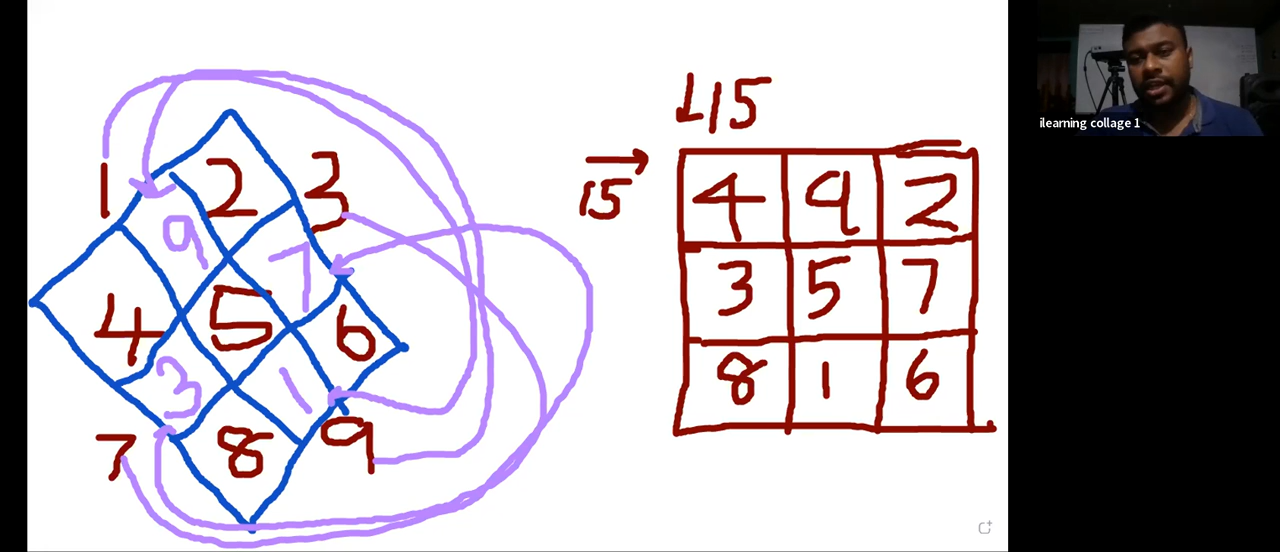 1 2 3
9 7
4 5 6
3 1
7 8 9
15
15
4 9 2
3 5 7
8 1 6
ilearning collage 1